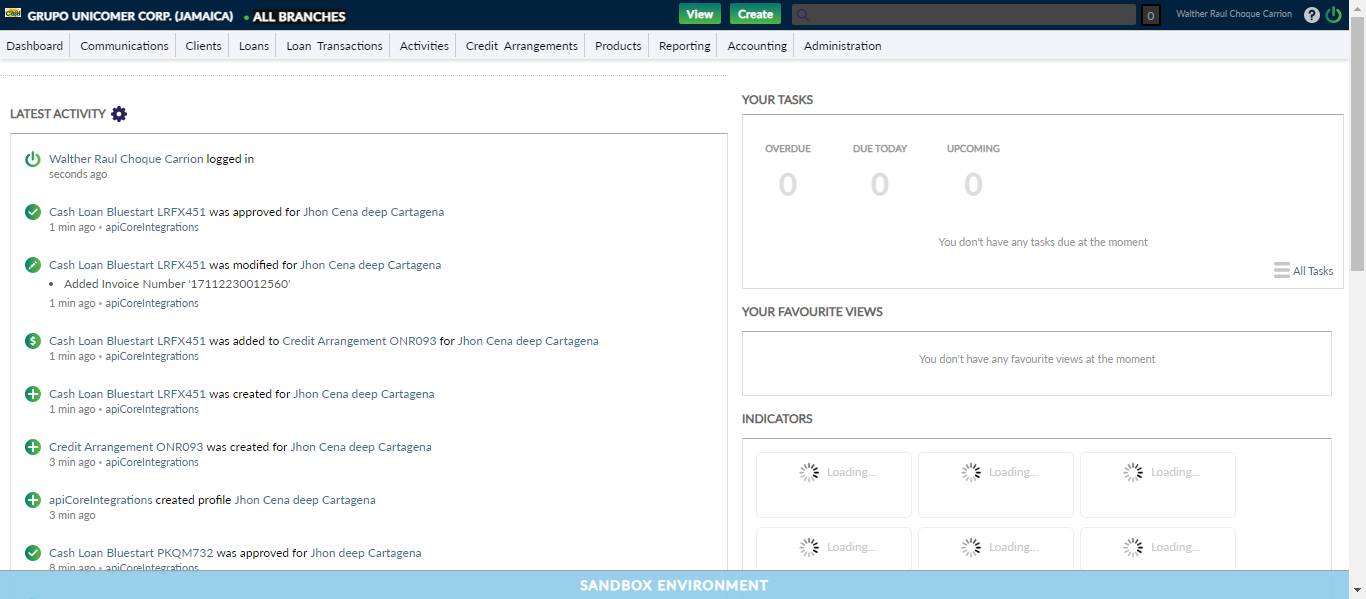 CASH
GRUPO UNICOMER CORP. (JAMAICA) • ALL BRANCHES
View
Create
0
Walther Raul Choque Carrion
?
Dashboard
Communications
Clients
Loans
Loan Transactions
Activities
Credit Arrangements
Products
Reporting
Accounting
Administration
LATEST ACTIVITY
Walther Raul Choque Carrion logged in
seconds ago
Cash Loan Bluestart LRFX451 was approved for Jhon Cena deep Cartagena
1 min ago • apiCoreIntegrations
Cash Loan Bluestart LRFX451 was modified for Jhon Cena deep Cartagena
• Added Invoice Number '17112230012560'
1 min ago • apiCoreIntegrations
$
Cash Loan Bluestart LRFX451 was added to Credit Arrangement ONR093 for Jhon Cena deep Cartagena
1 min ago • apiCoreIntegrations
Cash Loan Bluestart LRFX451 was created for Jhon Cena deep Cartagena
1 min ago • apiCoreIntegrations
Credit Arrangement ONR093 was created for Jhon Cena deep Cartagena
3 min ago • apiCoreIntegrations
apiCoreIntegrations created profile Jhon Cena deep Cartagena
3 min ago
Cash Loan Bluestart PKQM732 was approved for Jhon deep Cartagena
8 min ago • apiCoreIntegrations
YOUR TASKS
OVERDUE
DUE TODAY
UPCOMING
0
0
0
You don't have any tasks due at the moment
All Tasks
YOUR FAVOURITE VIEWS
You don't have any favourite views at the moment
INDICATORS
Loading...
Loading...
Loading...
Loading...
Loading...
Loading...
SANDBOX ENVIRONMENT